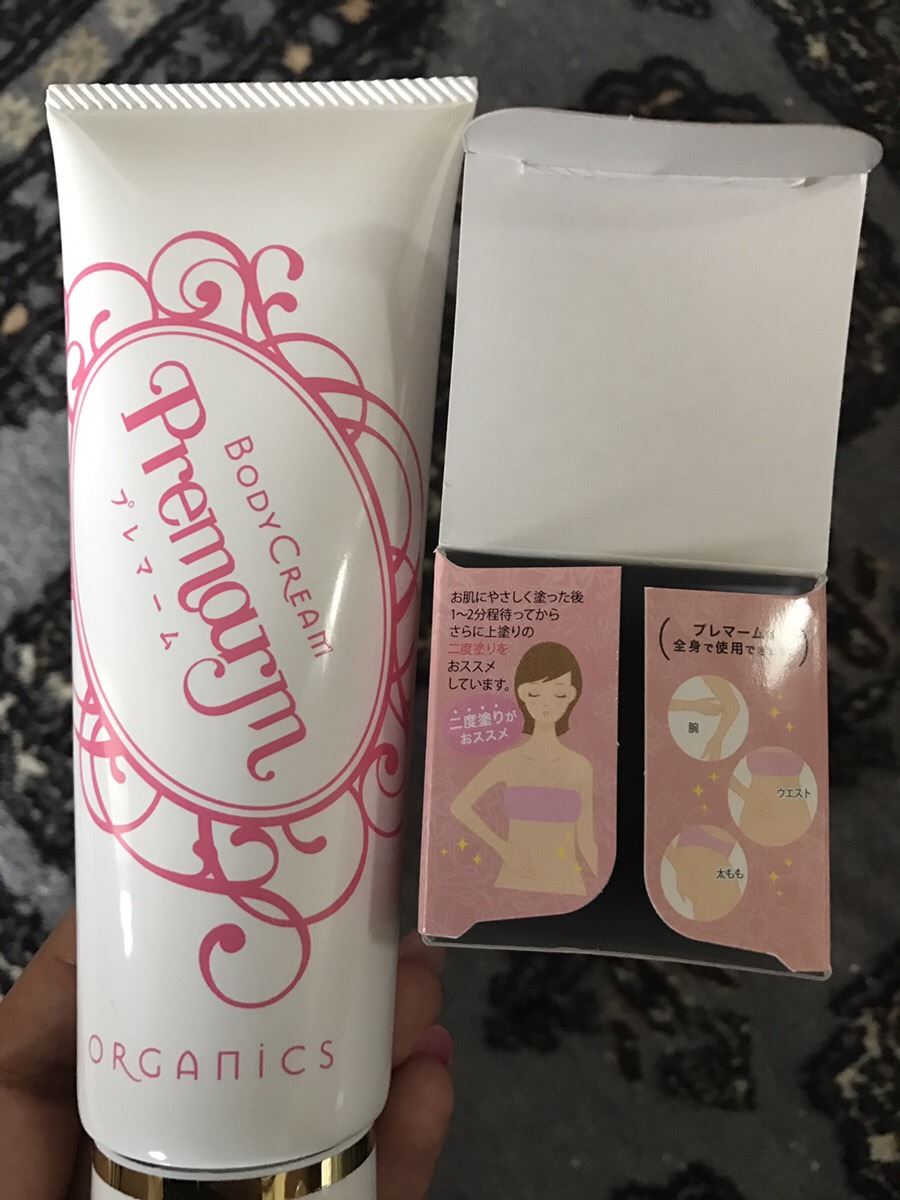 BODY CREAM
Premarm
プレマーム
ORGANICS
お肌にやさしく塗った後
1〜2分程待ってから
さらに上塗りの
二度塗りを
おススメ
しています。
二度塗りが
おススメ
プレマームは
全身で使用で
腕
ウエスト
太もも